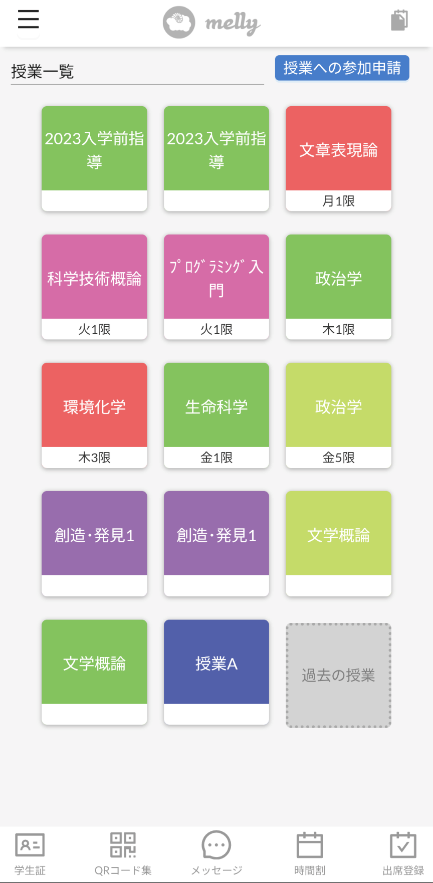 melly
授業一覧
授業への参加申請
2023入学前指
導
2023入学前指
導
文章表現論
月1限
科学技術概論
火1限
ﾌﾟﾛｸﾞﾗﾐﾝｸﾞ入
門
火1限
政治学
木1限
環境化学
木3限
生命科学
金1限
政治学
金5限
創造･発見1
創造･発見1
文学概論
文学概論
授業A
過去の授業
学生証
QRコード集
メッセージ
時間割
出席登録